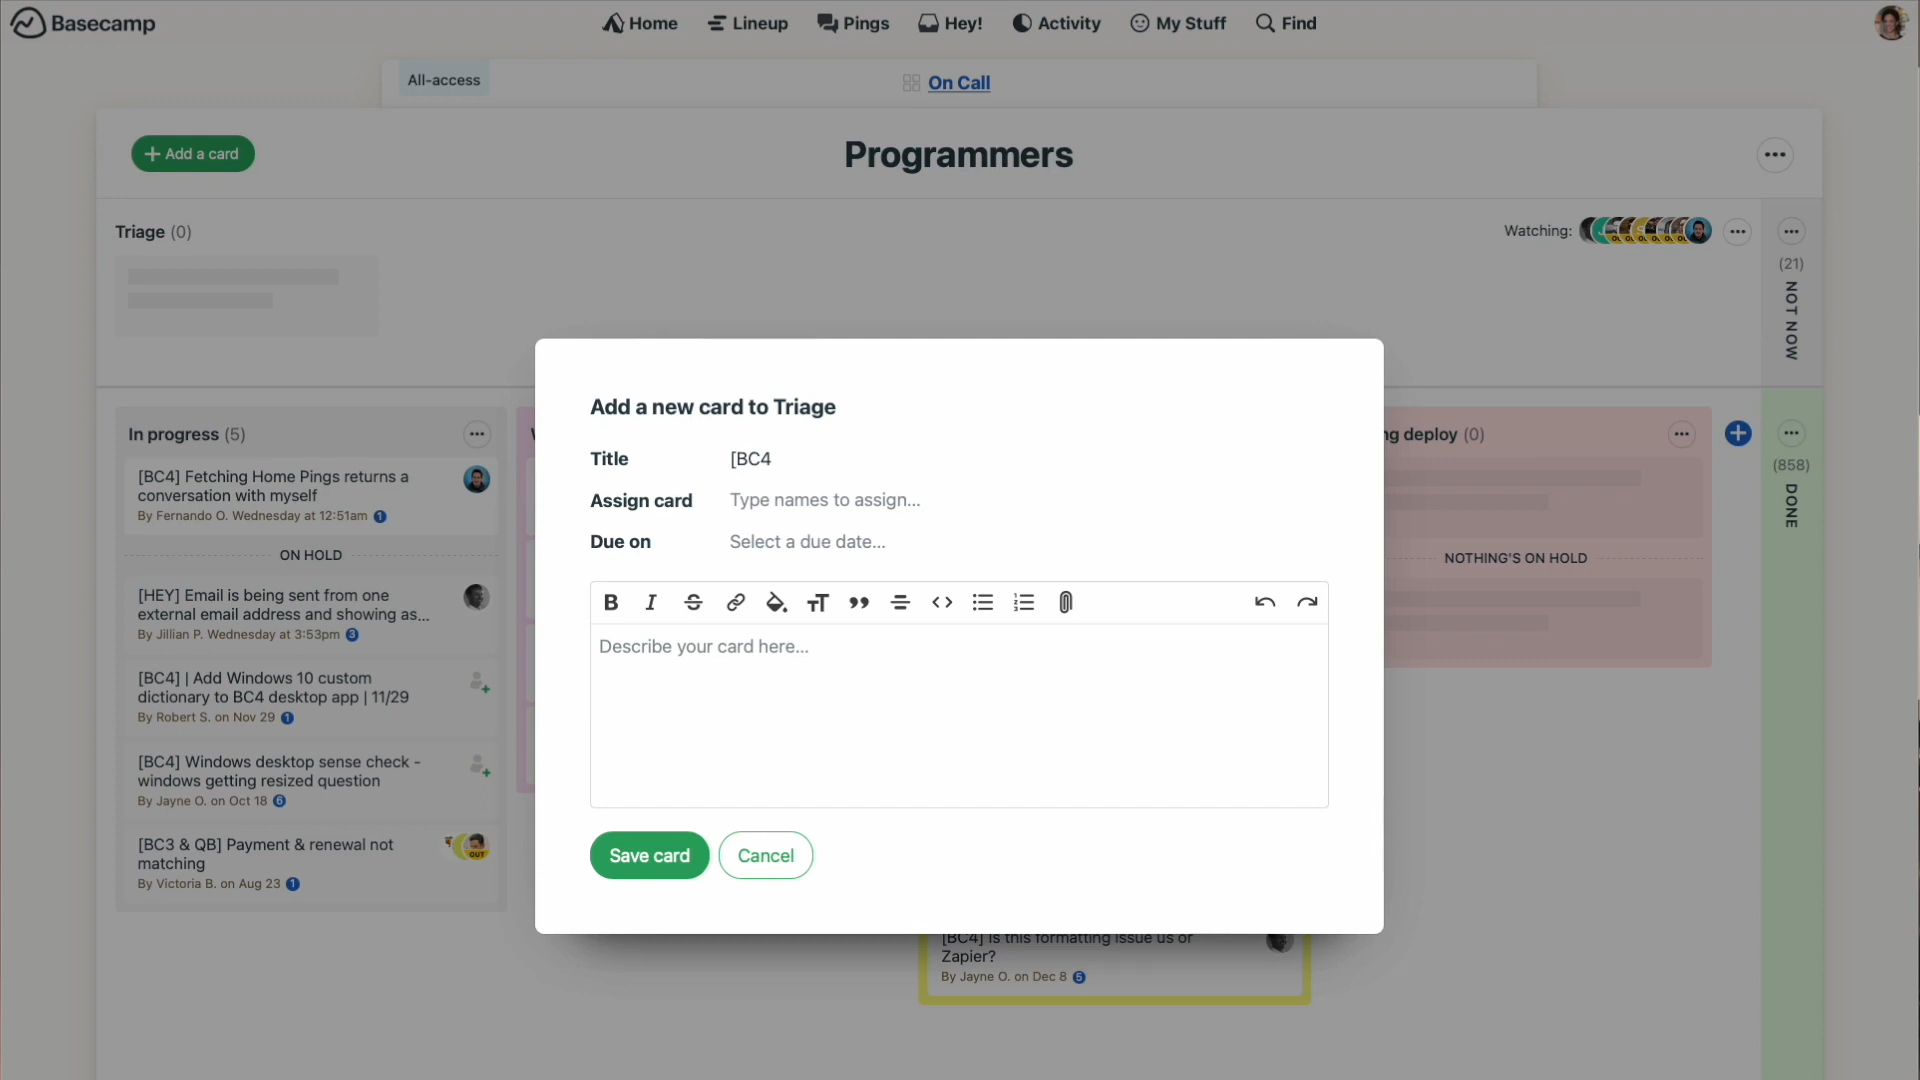 Basecamp
Home
Lineup
Pings
Hey!
Activity
My Stuff
Find
All-access
On Call
+ Add a card
Programmers
Triage (0)
Watching:
(21)
NOT NOW
In progress (5)
[BC4] Fetching Home Pings returns a
conversation with myself
By Fernando O. Wednesday at 12:51am 1
ON HOLD
[HEY] Email is being sent from one
external email address and showing as...
By Jillian P. Wednesday at 3:53pm 3
[BC4] | Add Windows 10 custom
dictionary to BC4 desktop app | 11/29
By Robert S. on Nov 29 1
[BC4] Windows desktop sense check -
windows getting resized question
By Jayne O. on Oct 18 6
[BC3 & QB] Payment & renewal not
matching
By Victoria B. on Aug 23 1
OUT
Add a new card to Triage
Title
[BC4
Assign card
Type names to assign...
Due on
Select a due date...
Describe your card here...
Save card
Cancel
ng deploy (0)
NOTHING'S ON HOLD
(858)
DONE
[BC4] Is this formatting issue us or
Zapier?
By Jayne O. on Dec 8 5